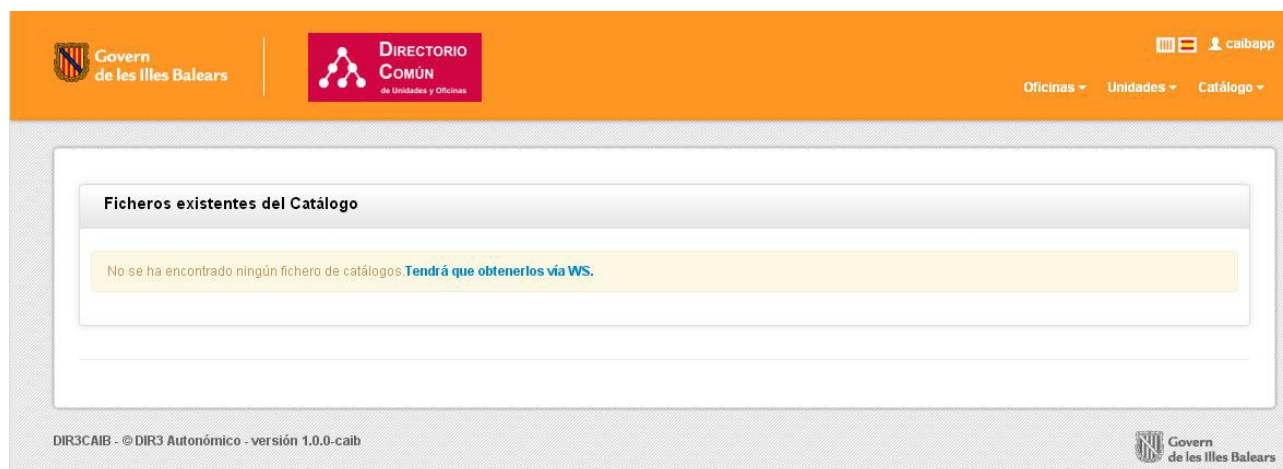 Govern
de les Illes Balears
DIRECTORIO
COMÚN
de Unidades y Oficinas
caibapp
Oficinas
Unidades
Catálogo
Ficheros existentes del Catálogo
No se ha encontrado ningún fichero de catálogos.Tendrá que obtenerlos vía WS.
DIR3CAIB - © DIR3 Autonómico - versión 1.0.0-caib
Govern
de les Illes Balears